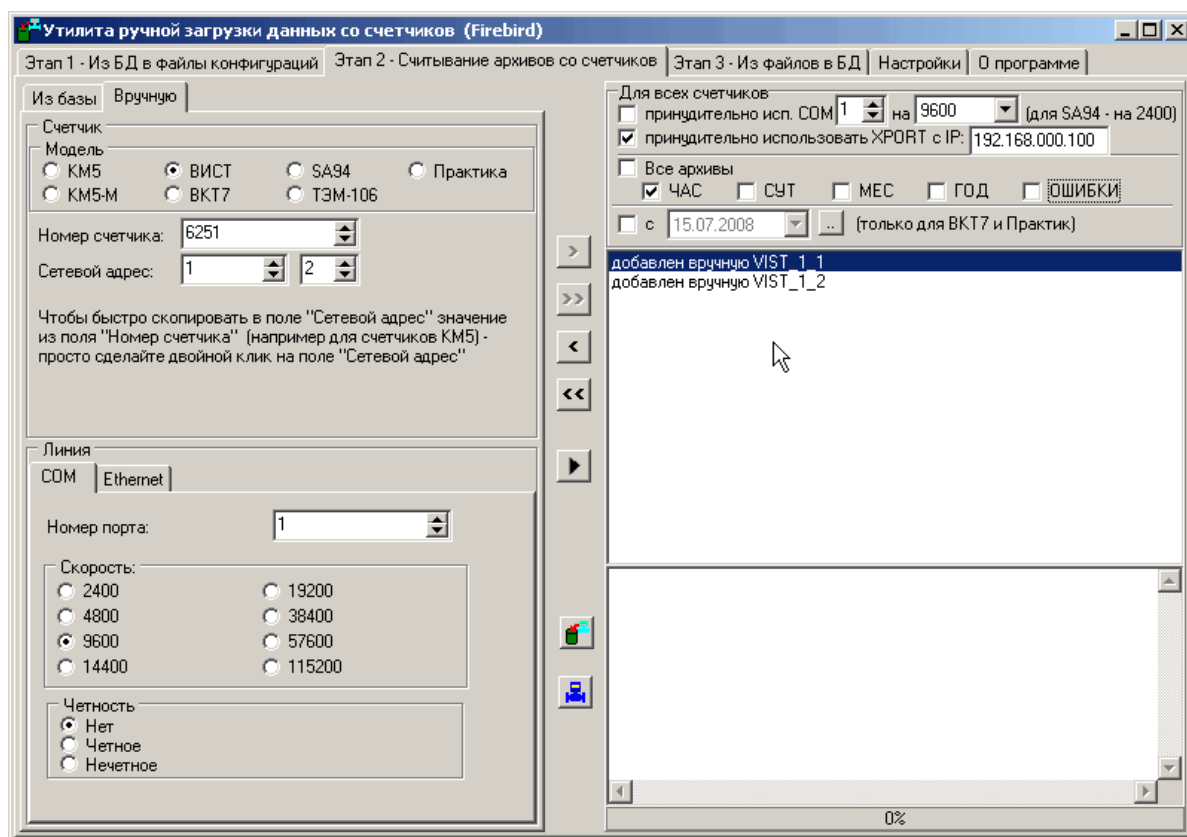 Утилита ручной загрузки данных со счетчиков (Firebird)
Этап 1 - Из БД в файлы конфигураций Этап 2 - Считывание архивов со счетчиков Этап 3 - Из файлов в БД Настройки О программе
Из базы Вручную
Счетчик
Модель
КМ5 ВИСТ SA94 Практика
КМ5-М ВКТ7 ТЭМ-106
Номер счетчика: 6251
Сетевой адрес: 1 2
Чтобы быстро скопировать в поле "Сетевой адрес" значение
из поля "Номер счетчика" (например для счетчиков КМ5) -
просто сделайте двойной клик на поле "Сетевой адрес"
Линия
COM Ethernet
Номер порта: 1
Скорость:
2400 19200
4800 38400
9600 57600
14400 115200
Четность
Нет
Четное
Нечетное
>
>>
<
<<
Для всех счетчиков
принудительно исп. COM 1 на 9600 (для SA94 - на 2400)
принудительно использовать XPORT с IP: 192.168.000.100
Все архивы
ЧАС СУТ МЕС ГОД ОШИБКИ
с 15.07.2008 .. (только для ВКТ7 и Практик)
добавлен вручную VIST_1_1
добавлен вручную VIST_1_2
0%